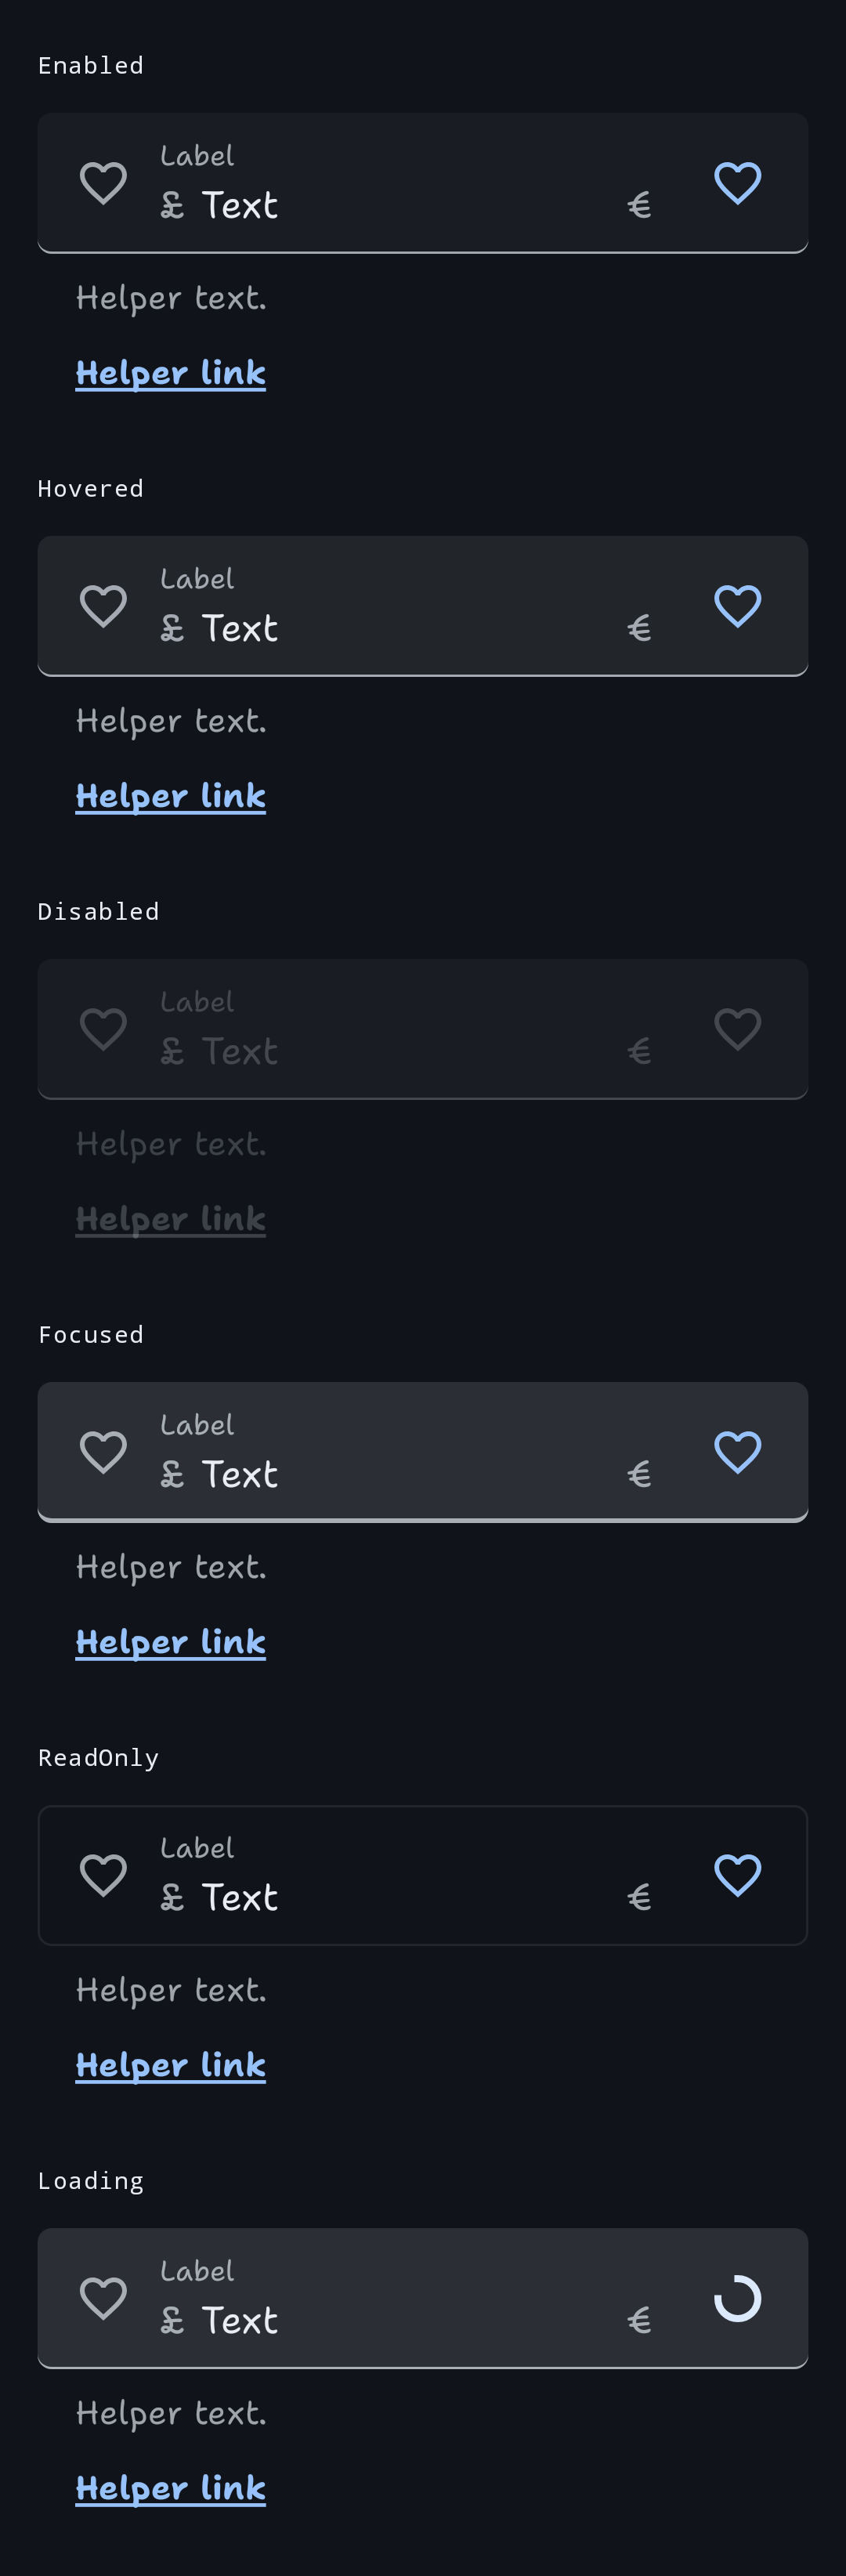 Enabled
Label
£ Text €
Helper text.
Helper link
Hovered
Label
£ Text €
Helper text.
Helper link
Disabled
Label
£ Text €
Helper text.
Helper link
Focused
Label
£ Text €
Helper text.
Helper link
ReadOnly
Label
£ Text €
Helper text.
Helper link
Loading
Label
£ Text €
Helper text.
Helper link